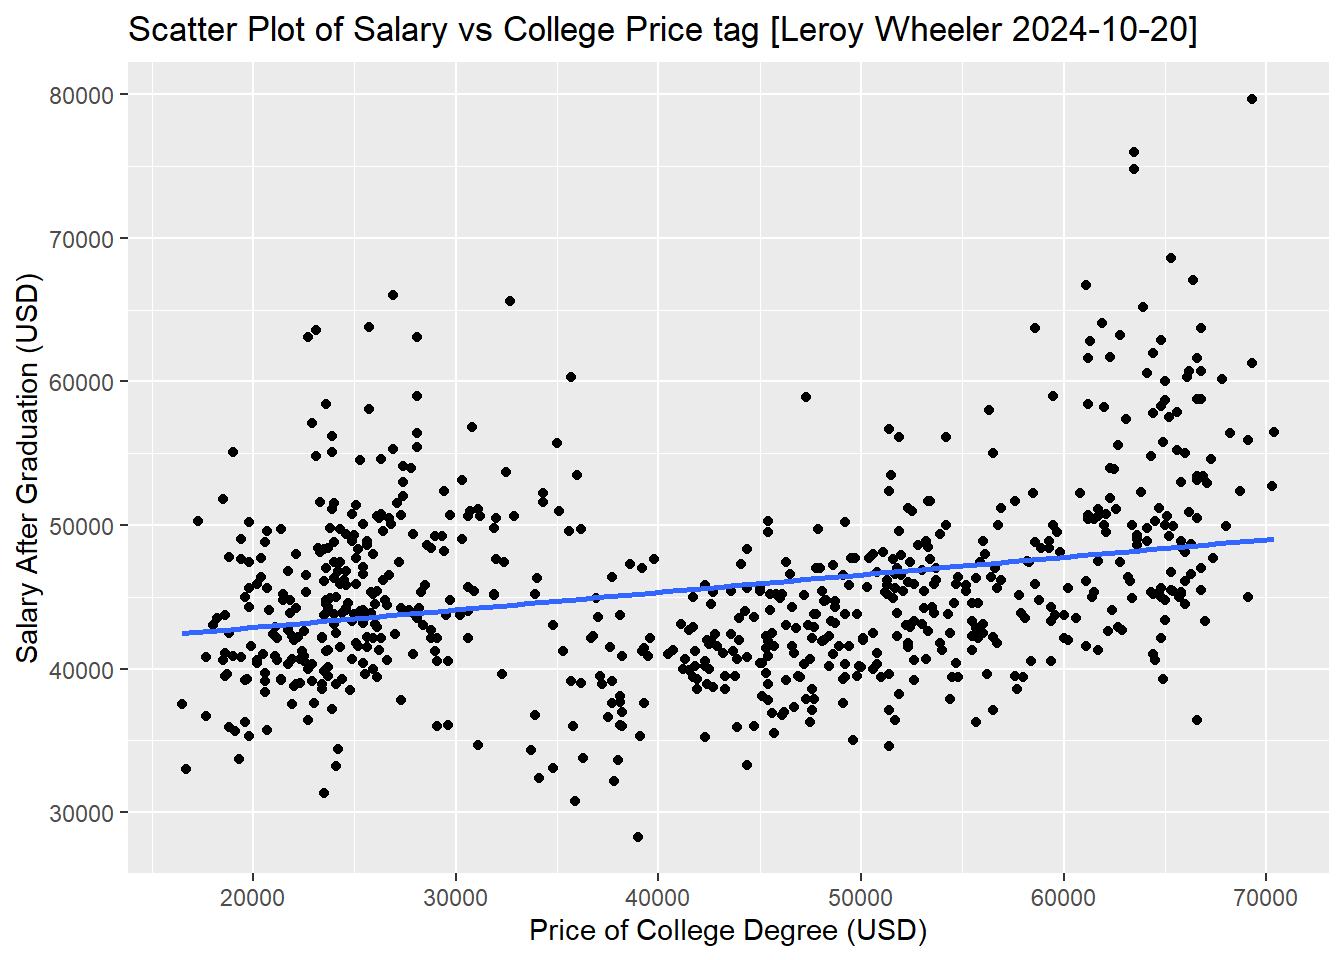 Scatter Plot of Salary vs College Price tag [Leroy Wheeler 2024-10-20]
Salary After Graduation (USD)
80000
70000
60000
50000
40000
30000
20000 30000 40000 50000 60000 70000
Price of College Degree (USD)